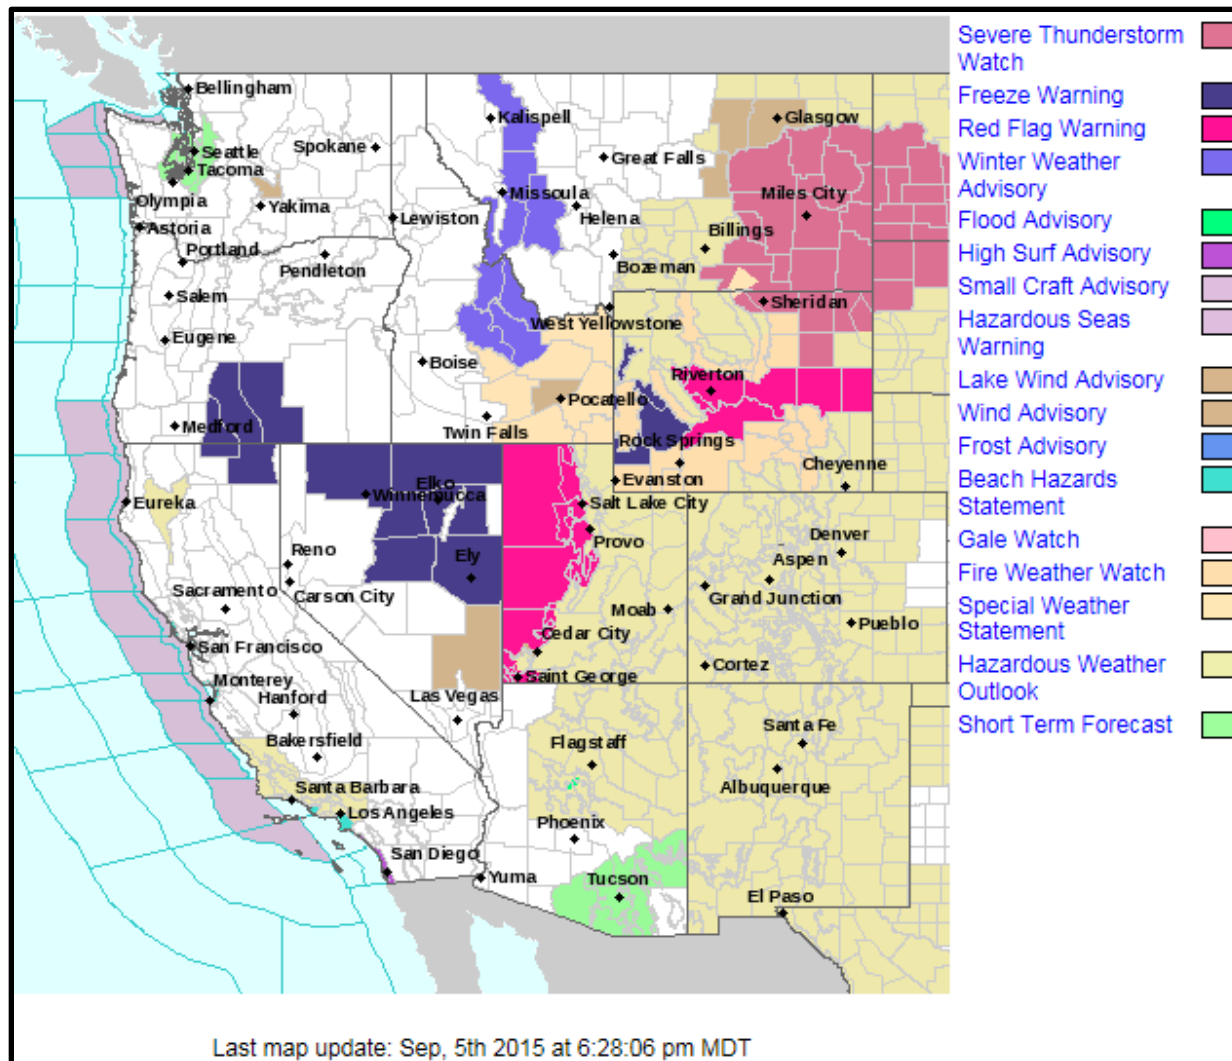 Severe Thunderstorm
Watch
Freeze Warning
Red Flag Warning
Winter Weather
Advisory
Flood Advisory
High Surf Advisory
Small Craft Advisory
Hazardous Seas
Warning
Lake Wind Advisory
Wind Advisory
Frost Advisory
Beach Hazards
Statement
Gale Watch
Fire Weather Watch
Special Weather
Statement
Hazardous Weather
Outlook
Short Term Forecast
Bellingham
Kalispell
Glasgow
Spokane
Seattle
Great Falls
Tacoma
Missoula
Miles City
Olympia
Yakima
Lewiston
Helena
Astoria
Billings
Portland
Pendleton
Bozeman
Salem
Sheridan
West Yellowstone
Eugene
Boise
Riverton
Pocatello
Medford
Twin Falls
Rock Springs
Cheyenne
Elko
Evanston
Winnemucca
Eureka
Salt Lake City
Denver
Provo
Reno
Ely
Aspen
Sacramento
Carson City
Grand Junction
Moab
Pueblo
Cedar City
San Francisco
Cortez
Saint George
Monterey
Las Vegas
Hanford
Santa Fe
Bakersfield
Flagstaff
Albuquerque
Santa Barbara
Los Angeles
Phoenix
San Diego
Yuma
Tucson
El Paso
Last map update: Sep, 5th 2015 at 6:28:06 pm MDT